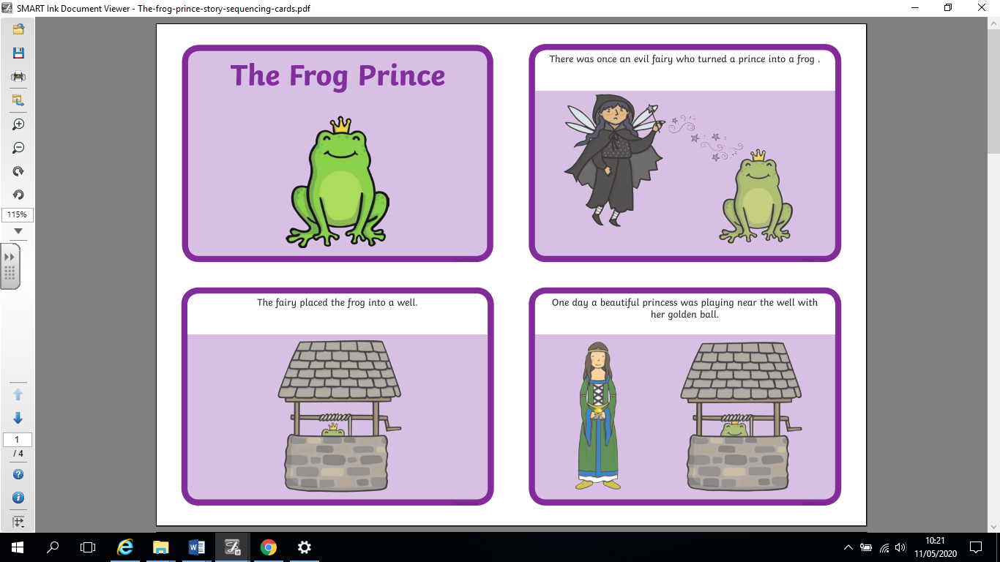 SMART Ink Document Viewer - The-frog-prince-story-sequencing-cards.pdf
The Frog Prince
There was once an evil fairy who turned a prince into a frog .
The fairy placed the frog into a well.
One day a beautiful princess was playing near the well with
her golden ball.
115%
1
/ 4
10:21
11/05/2020